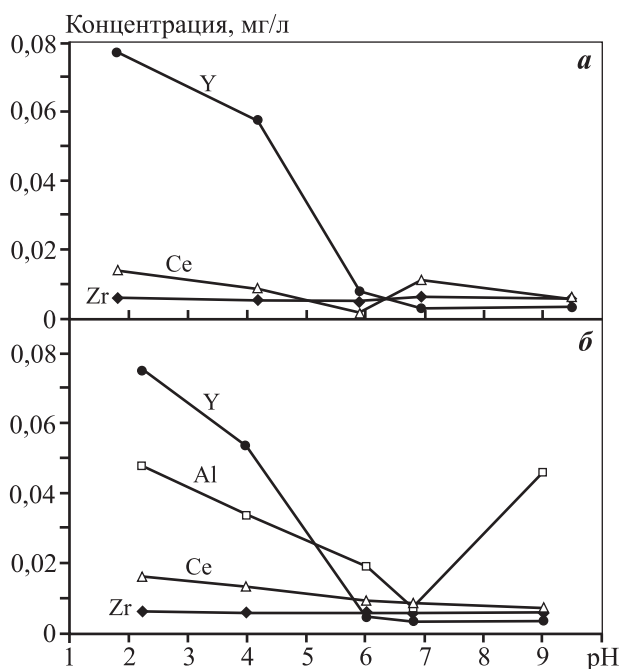 Концентрация, мг/л
0,08
а
Y
0,06
0,04
0,02
Ce
Zr
0
б
0,08
Y
0,06
Al
0,04
0,02
Ce
Zr
0
1 2 3 4 5 6 7 8 9 pH